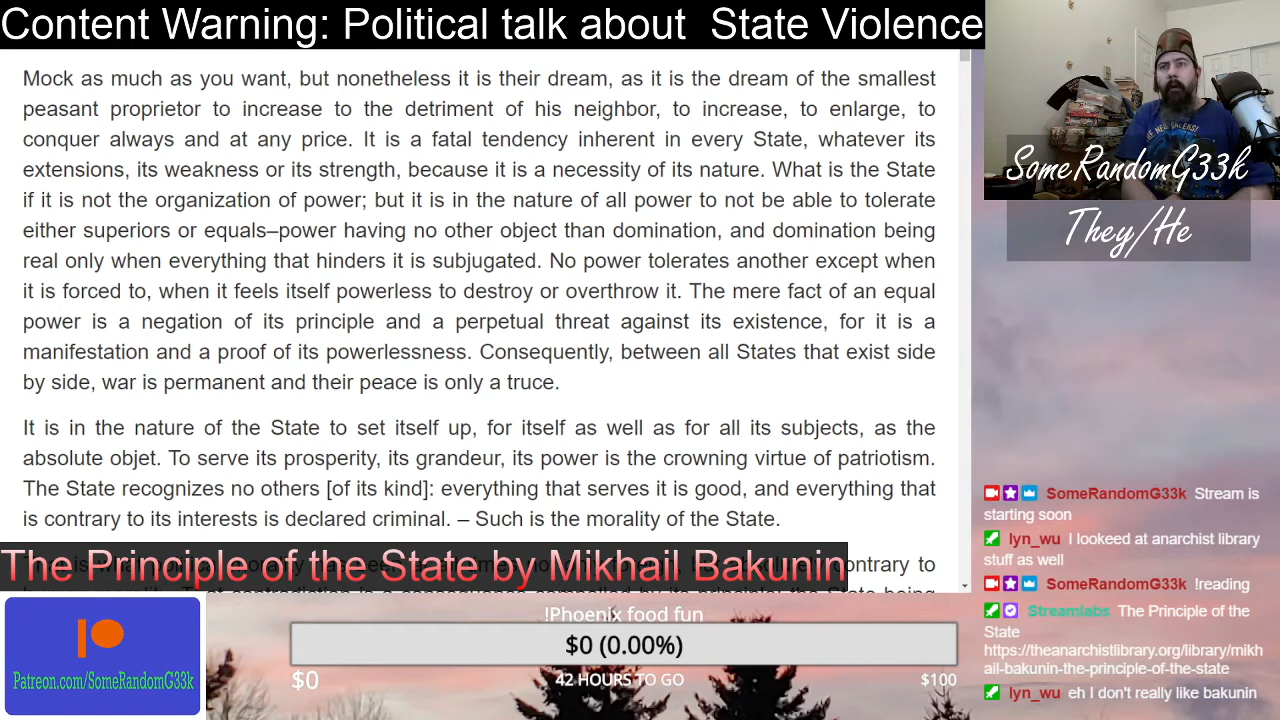 Content Warning: Political talk about State Violence
Mock as much as you want, but nonetheless it is their dream, as it is the dream of the smallest
peasant proprietor to increase to the detriment of his neighbor, to increase, to enlarge, to
conquer always and at any price. It is a fatal tendency inherent in every State, whatever its
extensions, its weakness or its strength, because it is a necessity of its nature. What is the State
if it is not the organization of power; but it is in the nature of all power to not be able to tolerate
either superiors or equals–power having no other object than domination, and domination being
real only when everything that hinders it is subjugated. No power tolerates another except when
it is forced to, when it feels itself powerless to destroy or overthrow it. The mere fact of an equal
power is a negation of its principle and a perpetual threat against its existence, for it is a
manifestation and a proof of its powerlessness. Consequently, between all States that exist side
by side, war is permanent and their peace is only a truce.
It is in the nature of the State to set itself up, for itself as well as for all its subjects, as the
absolute objet. To serve its prosperity, its grandeur, its power is the crowning virtue of patriotism.
The State recognizes no others [of its kind]: everything that serves it is good, and everything that
is contrary to its interests is declared criminal. – Such is the morality of the State.
contrary to
The Principle of the State by Mikhail Bakunin
Patreon.com/SomeRandomG33k
!Phoenix food fun
$0 (0.00%)
$0
42 HOURS TO GO
$100
SomeRandomG33k
They/He
SomeRandomG33k Stream is
starting soon
lyn_wu I lookeed at anarchist library
stuff as well
SomeRandomG33k !reading
Streamlabs The Principle of the
State
https://theanarchistlibrary.org/library/mikh
ail-bakunin-the-principle-of-the-state
lyn_wu eh I don't really like bakunin